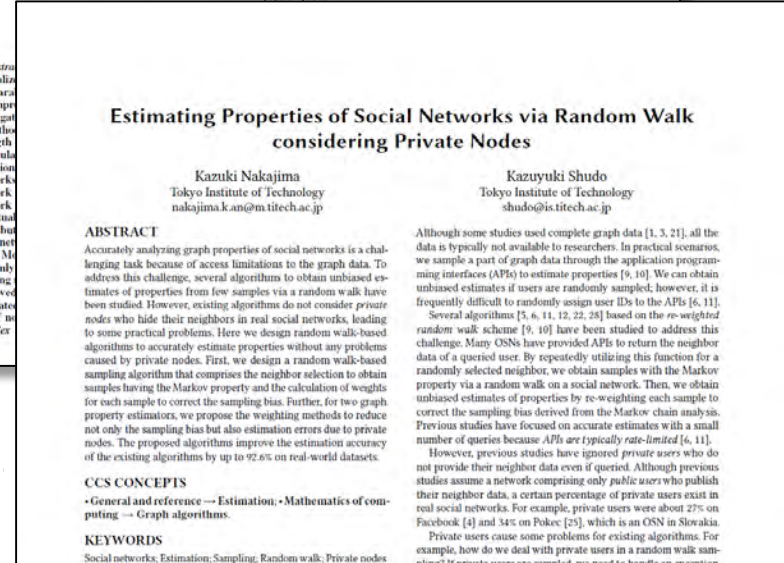 Estimating Properties of Social Networks via Random Walk
considering Private Nodes
Kazuki Nakajima
Tokyo Institute of Technology
nakajima.k.an@m.titech.ac.jp
Kazuyuki Shudo
Tokyo Institute of Technology
shudo@is.titech.ac.jp
ABSTRACT
Accurately analyzing graph properties of social networks is a chal-
lenging task because of access limitations to the graph data. To
address this challenge, several algorithms to obtain unbiased es-
timates of properties from few samples via a random walk have
been studied. However, existing algorithms do not consider private
nodes who hide their neighbors in real social networks, leading
to some practical problems. Here we design random walk-based
algorithms to accurately estimate properties without any problems
caused by private nodes. First, we design a random walk-based
sampling algorithm that comprises the neighbor selection to obtain
samples having the Markov property and the calculation of weights
for each sample to correct the sampling bias. Further, for two graph
property estimators, we propose the weighting methods to reduce
not only the sampling bias but also estimation errors due to private
nodes. The proposed algorithms improve the estimation accuracy
of the existing algorithms by up to 92.6% on real-world datasets.
CCS CONCEPTS
• General and reference → Estimation; • Mathematics of com-
puting → Graph algorithms.
KEYWORDS
Social networks; Estimation; Sampling; Random walk; Private nodes
Although some studies used complete graph data [1, 3, 21], all the
data is typically not available to researchers. In practical scenarios,
we sample a part of graph data through the application program-
ming interfaces (APIs) to estimate properties [9, 10]. We can obtain
unbiased estimates if users are randomly sampled; however, it is
frequently difficult to randomly assign user IDs to the APIs [6, 11].
Several algorithms [5, 6, 11, 12, 22, 28] based on the re-weighted
random walk scheme [9, 10] have been studied to address this
challenge. Many OSNs have provided APIs to return the neighbor
data of a queried user. By repeatedly utilizing this function for a
randomly selected neighbor, we obtain samples with the Markov
property via a random walk on a social network. Then, we obtain
unbiased estimates of properties by re-weighting each sample to
correct the sampling bias derived from the Markov chain analysis.
Previous studies have focused on accurate estimates with a small
number of queries because APIs are typically rate-limited [6, 11].
However, previous studies have ignored private users who do
not provide their neighbor data even if queried. Although previous
studies assume a network comprising only public users who publish
their neighbor data, a certain percentage of private users exist in
real social networks. For example, private users were about 27% on
Facebook [4] and 34% on Pokec [25], which is an OSN in Slovakia.
Private users cause some problems for existing algorithms. For
example, how do we deal with private users in a random walk sam-